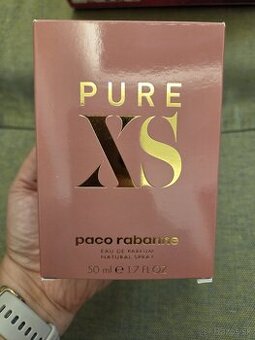 PURE
XS
paco rabanne
EAU DE PARFUM
NATURAL SPRAY
50 ml e 1.7 FL.OZ